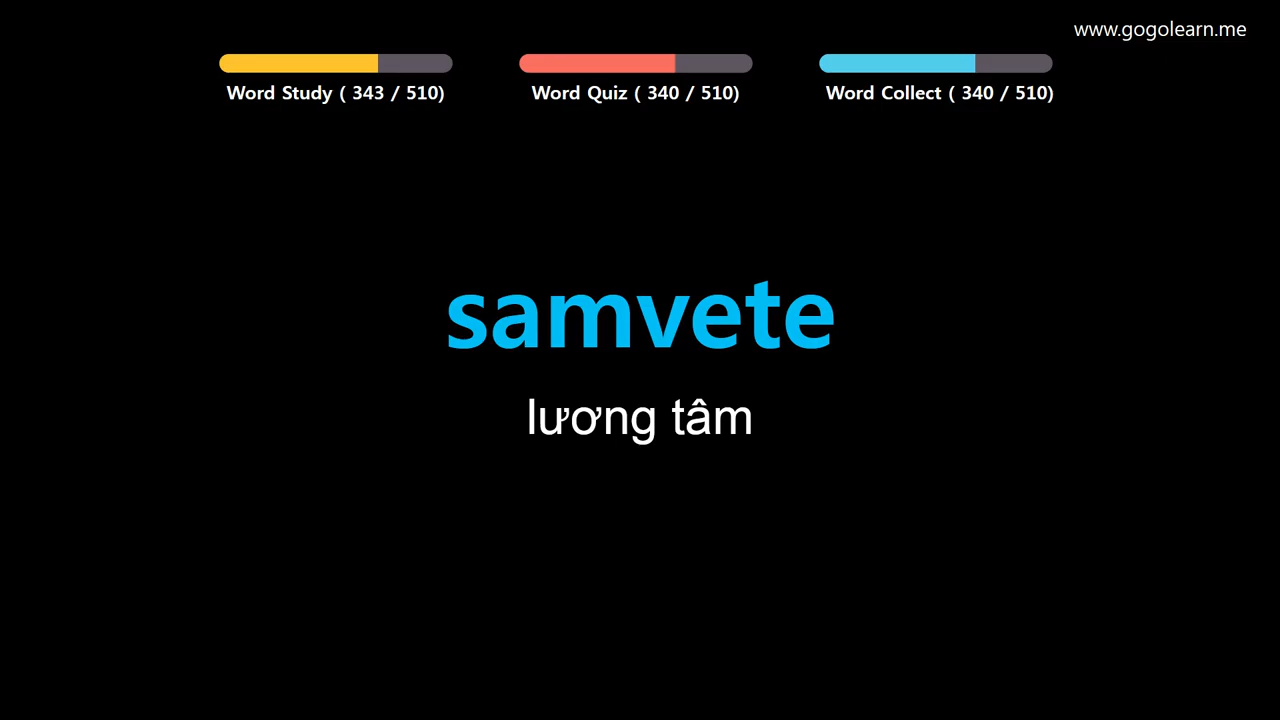 www.gogolearn.me
Word Study ( 343 / 510)
Word Quiz ( 340 / 510)
Word Collect ( 340 / 510)
samvete
lương tâm